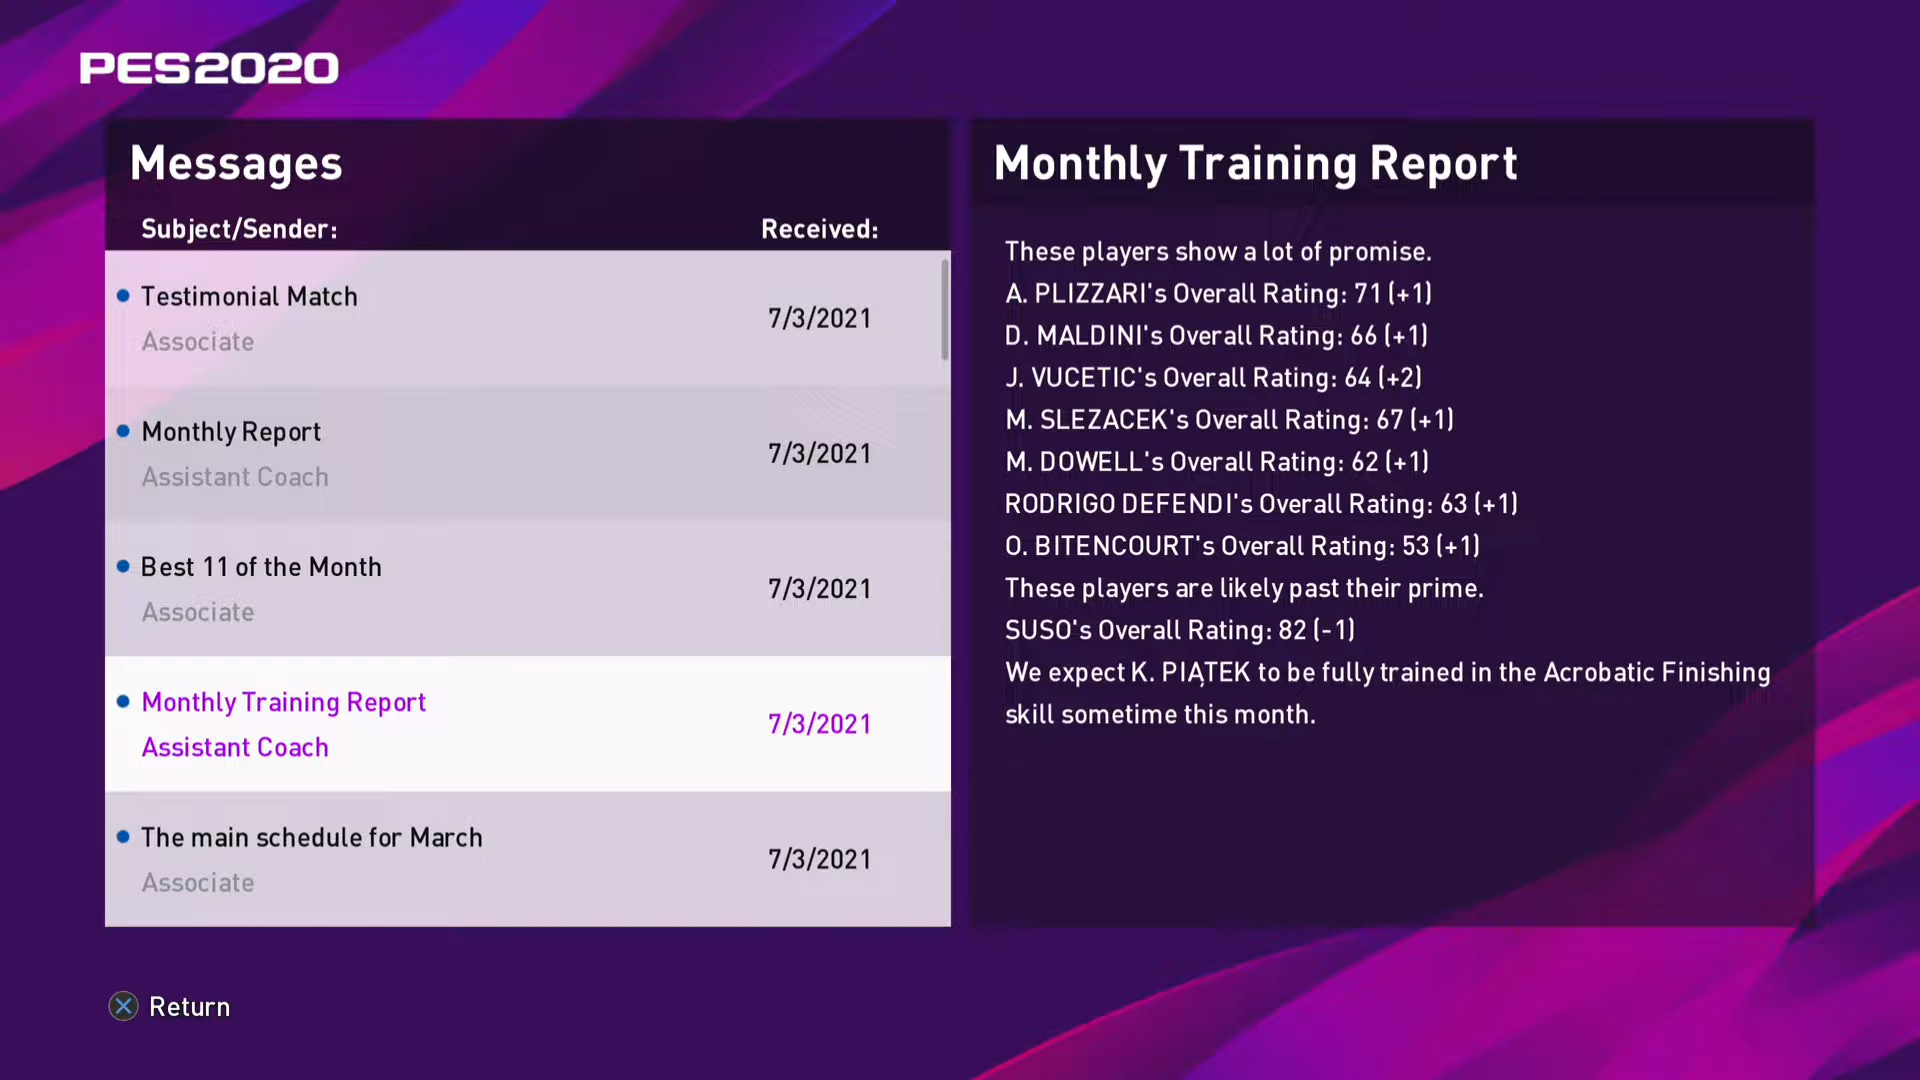 PES2020
Messages
Subject/Sender:
Received:
Testimonial Match
Associate
7/3/2021
Monthly Report
Assistant Coach
7/3/2021
Best 11 of the Month
Associate
7/3/2021
Monthly Training Report
Assistant Coach
7/3/2021
The main schedule for March
Associate
7/3/2021
Monthly Training Report
These players show a lot of promise.
A. PLIZZARI's Overall Rating: 71 (+1)
D. MALDINI's Overall Rating: 66 (+1)
J. VUCETIC's Overall Rating: 64 (+2)
M. SLEZACEK's Overall Rating: 67 (+1)
M. DOWELL's Overall Rating: 62 (+1)
RODRIGO DEFENDI's Overall Rating: 63 (+1)
O. BITENCOURT's Overall Rating: 53 (+1)
These players are likely past their prime.
SUSO's Overall Rating: 82 (-1)
We expect K. PIĄTEK to be fully trained in the Acrobatic Finishing
skill sometime this month.
Return